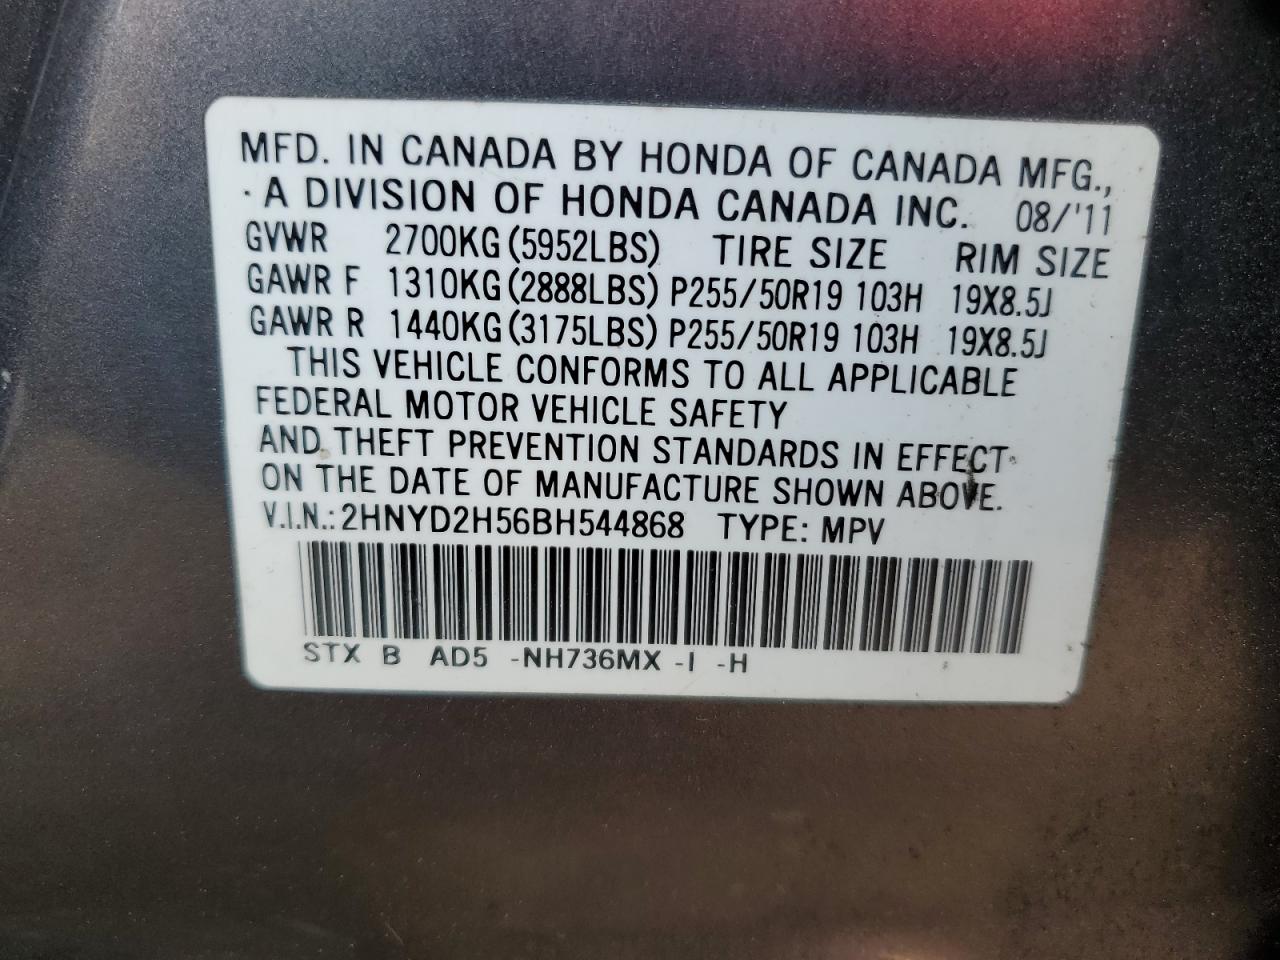 MFD. IN CANADA BY HONDA OF CANADA MFG.,
A DIVISION OF HONDA CANADA INC. 08/'11
GVWR 2700KG (5952LBS) TIRE SIZE RIM SIZE
GAWR F 1310KG (2888LBS) P255/50R19 103H 19X8.5J
GAWR R 1440KG (3175LBS) P255/50R19 103H 19X8.5J
THIS VEHICLE CONFORMS TO ALL APPLICABLE
FEDERAL MOTOR VEHICLE SAFETY
AND THEFT PREVENTION STANDARDS IN EFFECT
ON THE DATE OF MANUFACTURE SHOWN ABOVE.
V.I.N.: 2HNYD2H56BH544868 TYPE: MPV
STX B AD5 -NH736MX -I -H